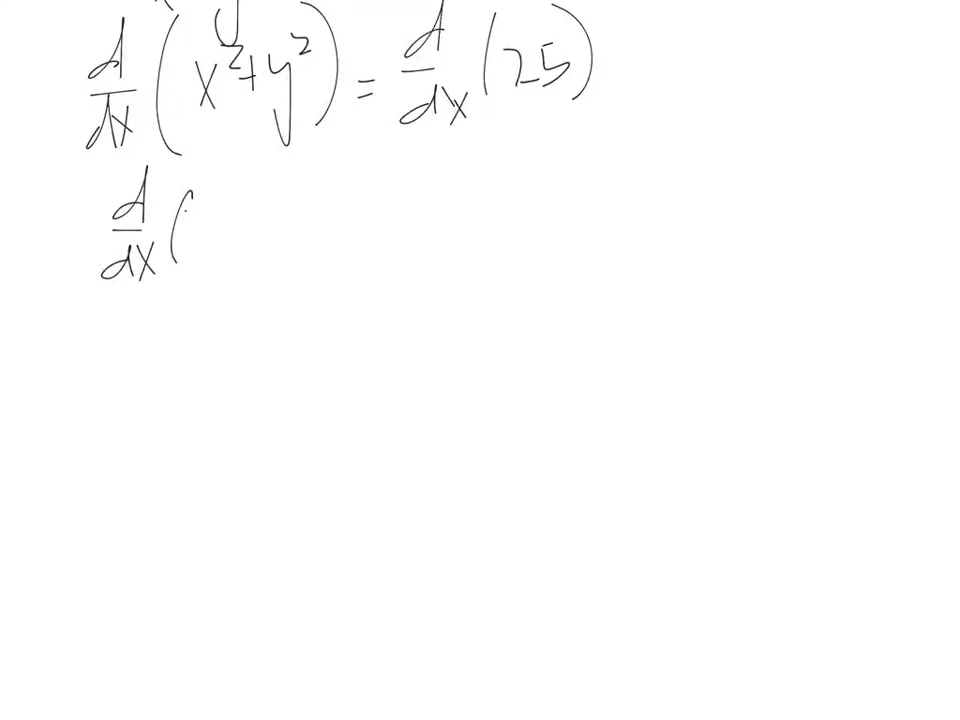 d/dx (x²+y²) = d/dx (25)
d/dx (